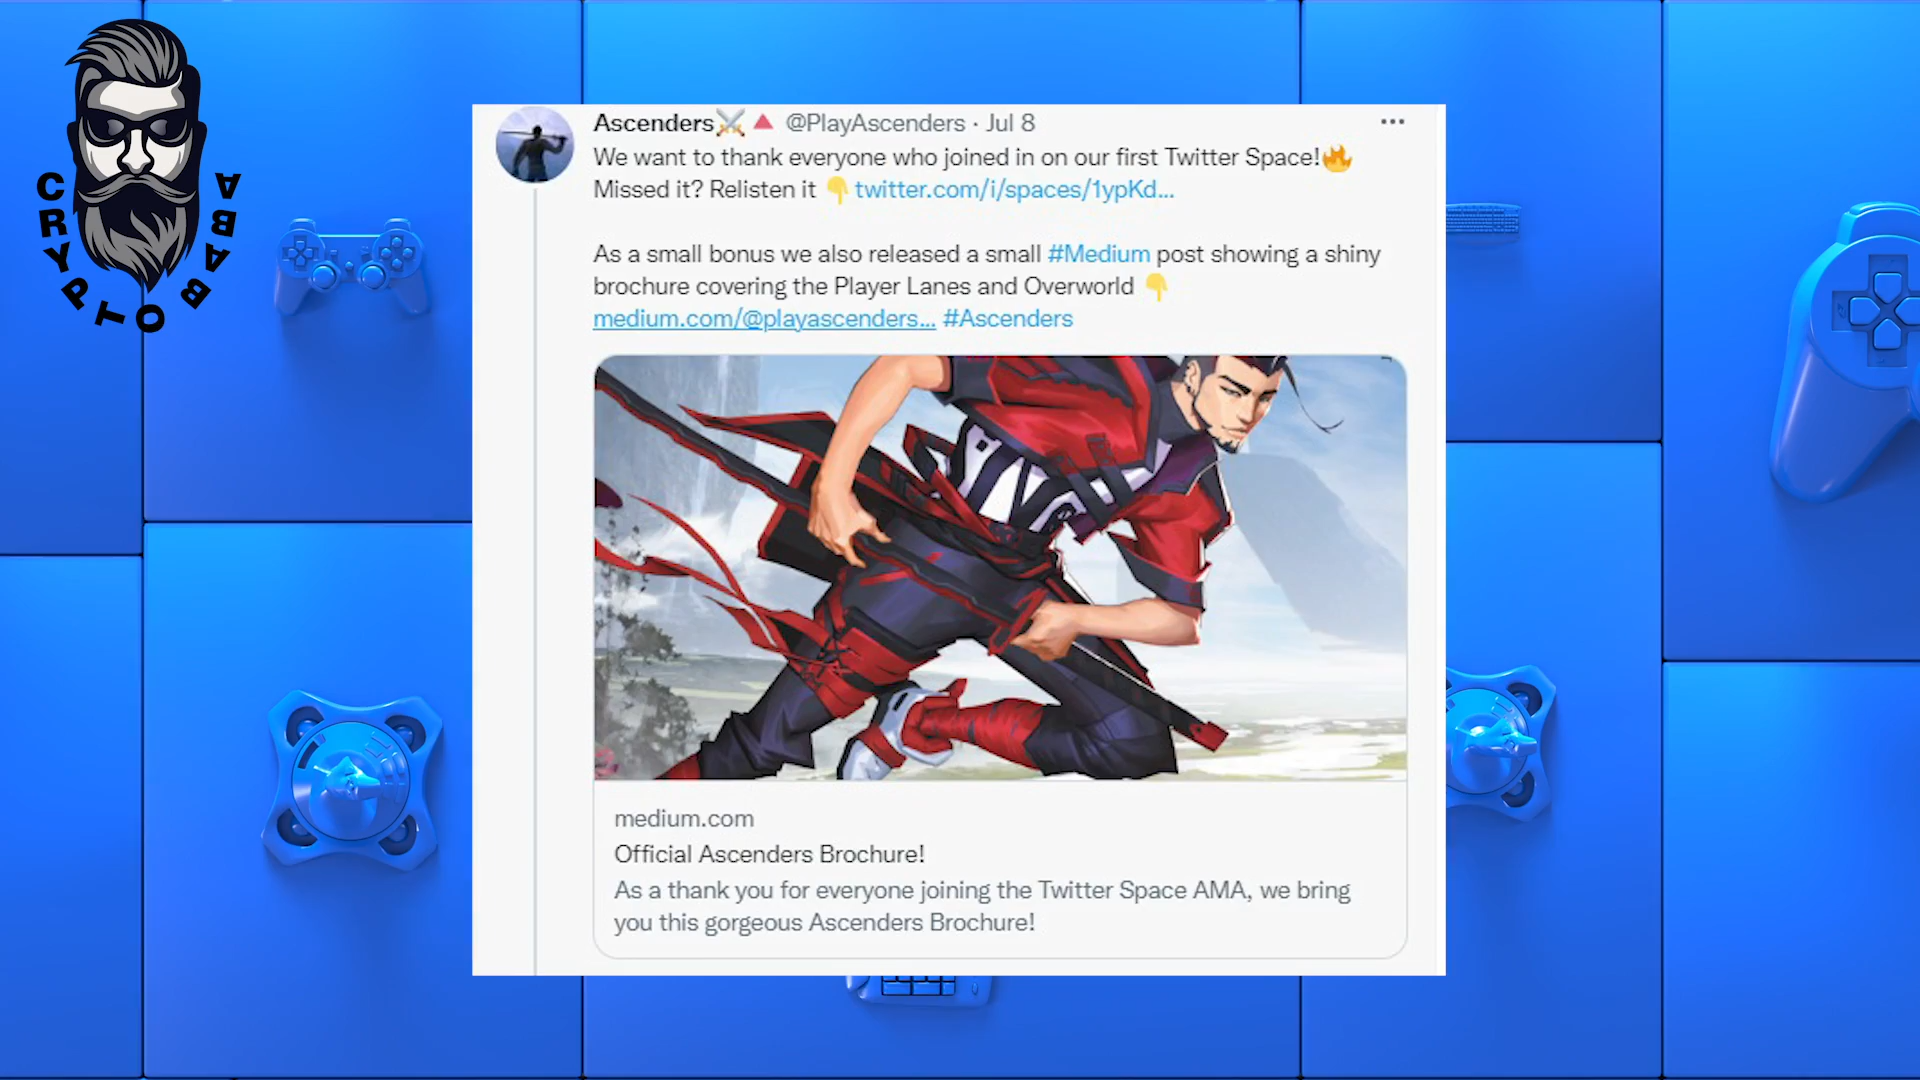 CRYPTO BABA
Ascenders⚔️🔺 @PlayAscenders · Jul 8
We want to thank everyone who joined in on our first Twitter Space!🔥
Missed it? Relisten it 👇 twitter.com/i/spaces/1ypKd...
As a small bonus we also released a small #Medium post showing a shiny
brochure covering the Player Lanes and Overworld 👇
medium.com/@playascenders... #Ascenders
medium.com
Official Ascenders Brochure!
As a thank you for everyone joining the Twitter Space AMA, we bring
you this gorgeous Ascenders Brochure!